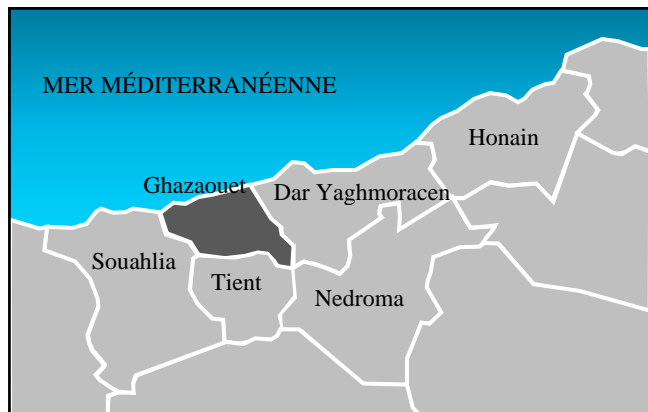 MER MÉDITERRANÉENNE
Honain
Ghazaouet
Dar Yaghmoracen
Souahlia
Tient
Nedroma